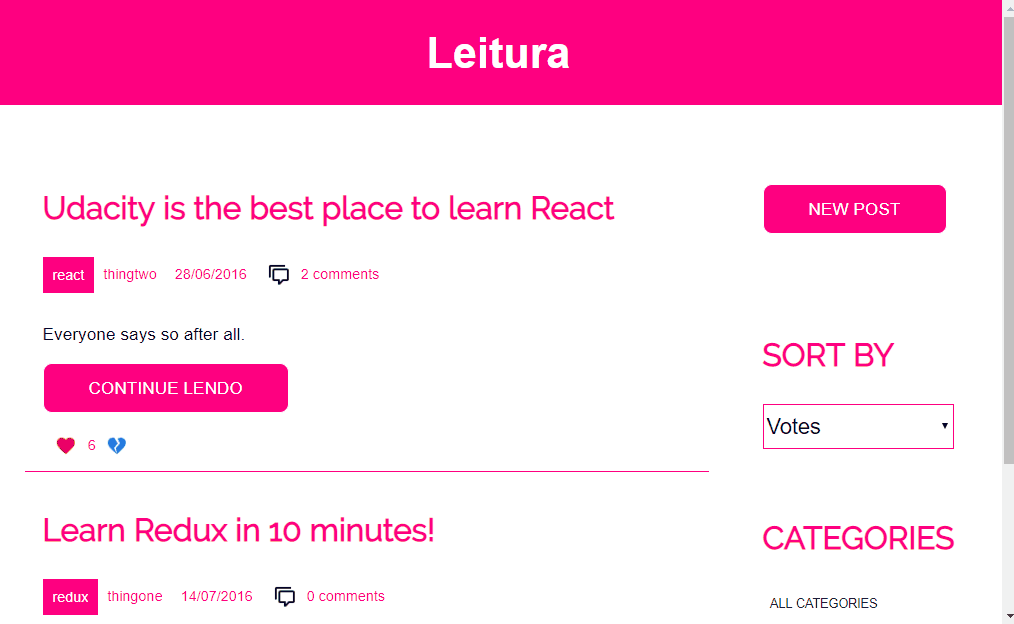 Leitura
Udacity is the best place to learn React
react thingtwo 28/06/2016 2 comments
Everyone says so after all.
CONTINUE LENDO
6
Learn Redux in 10 minutes!
redux thingone 14/07/2016 0 comments
NEW POST
SORT BY
Votes
CATEGORIES
ALL CATEGORIES